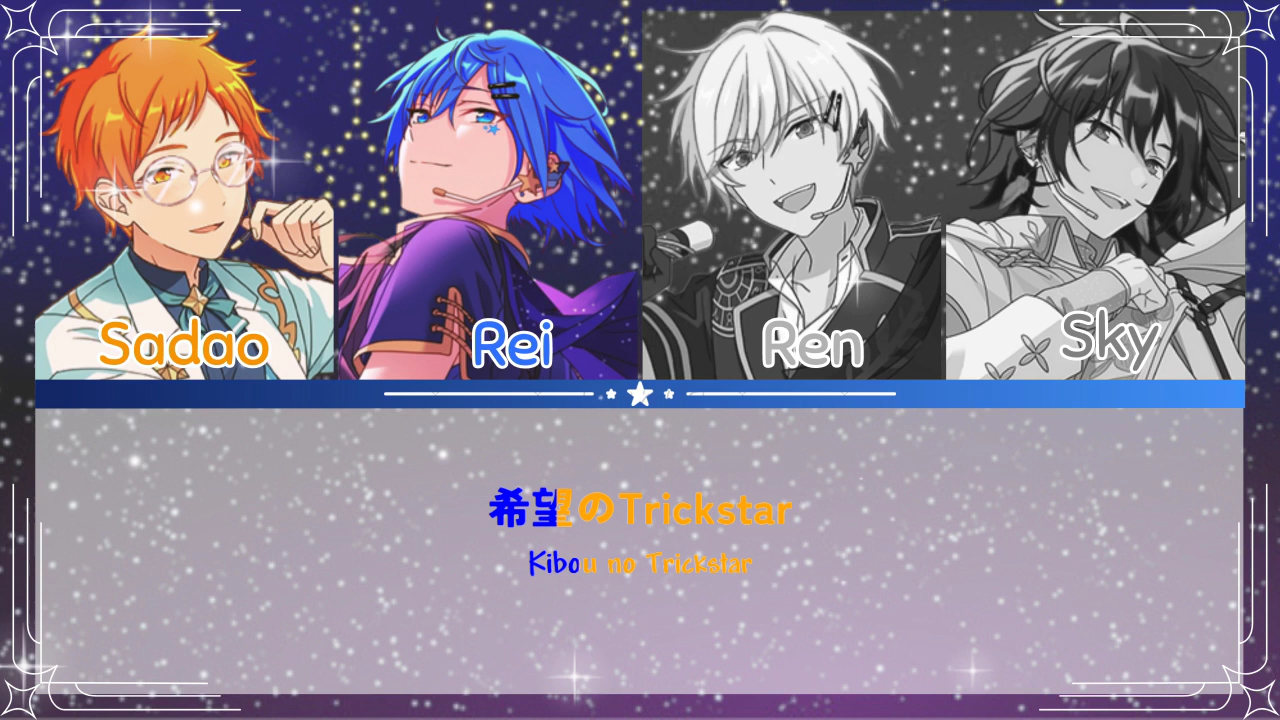 Sadao
Rei
Ren
Sky
希望のTrickstar
Kibou no Trickstar